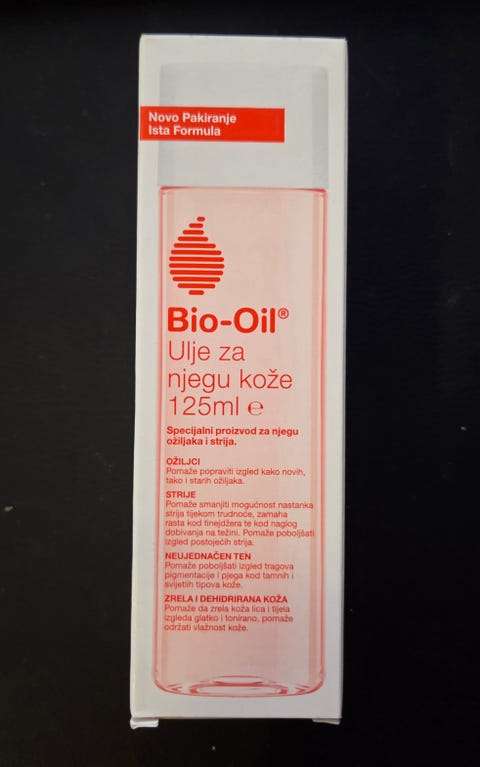 Novo Pakiranje
Ista Formula
Bio-Oil®
Ulje za
njegu kože
125ml ℮
Specijalni proizvod za njegu
ožiljaka i strija.
OŽILJCI
Pomaže popraviti izgled kako novih,
tako i starih ožiljaka.
STRIJE
Pomaže smanjiti mogućnost nastanka
strija tijekom trudnoće, zamaha
rasta kod tinejdžera te kod naglog
dobivanja na težini. Pomaže poboljšati
izgled postojećih strija.
NEUJEDNAČEN TEN
Pomaže poboljšati izgled tragova
pigmentacije i pjega kod tamnih i
svijetlih tipova kože.
ZRELA I DEHIDRIRANA KOŽA
Pomaže da zrela koža lica i tijela
izgleda glatko i tonirano, pomaže
održati vlažnost kože.